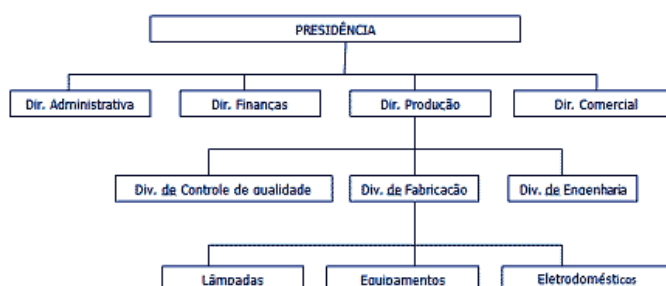 PRESIDÊNCIA
Dir. Administrativa
Dir. Finanças
Dir. Produção
Dir. Comercial
Div. de Controle de qualidade
Div. de Fabricação
Div. de Engenharia
Lâmpadas
Equipamentos
Eletrodomésticos